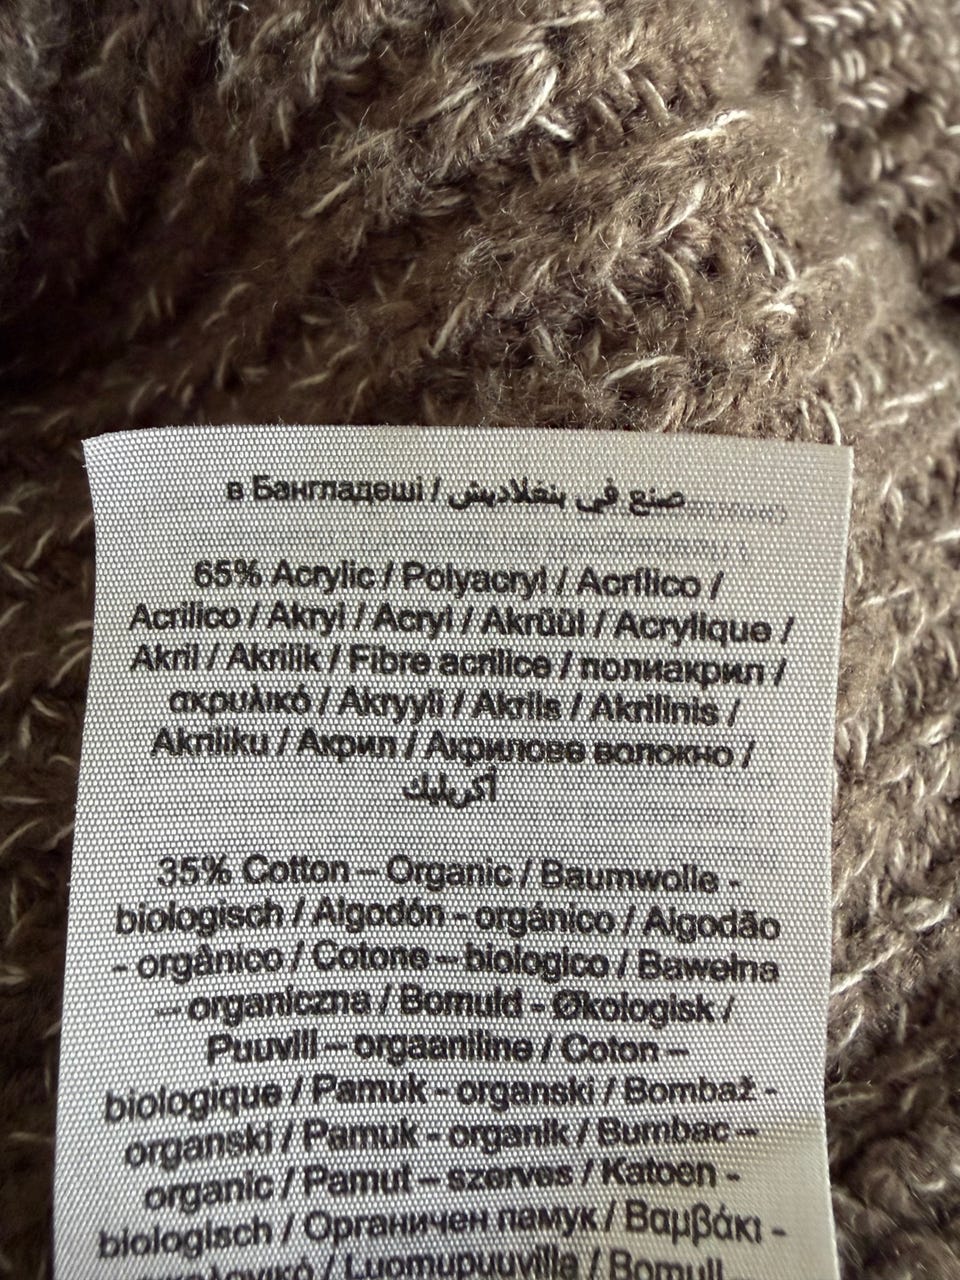 в Бангладеші / صنع في بنغلاديش
65% Acrylic / Polyacryl / Acrílico /
Acrilico / Akryl / Acryl / Akrüül / Acrylique /
Akril / Akrilik / Fibre acrilice / полиакрил /
ακρυλικό / Akryyli / Akrils / Akrilinis /
Akriliku / Акрил / Акрилове волокно /
أكريليك
35% Cotton – Organic / Baumwolle -
biologisch / Algodón - orgánico / Algodão
- orgânico / Cotone – biologico / Bawełna
– organiczna / Bomuld - Økologisk /
Puuvill – orgaaniline / Coton –
biologique / Pamuk - organski / Bombaž -
organski / Pamuk - organik / Bumbac –
organic / Pamut – szerves / Katoen -
biologisch / Органичен памук / Βαμβάκι -
Luomupuuvilla / Bomull